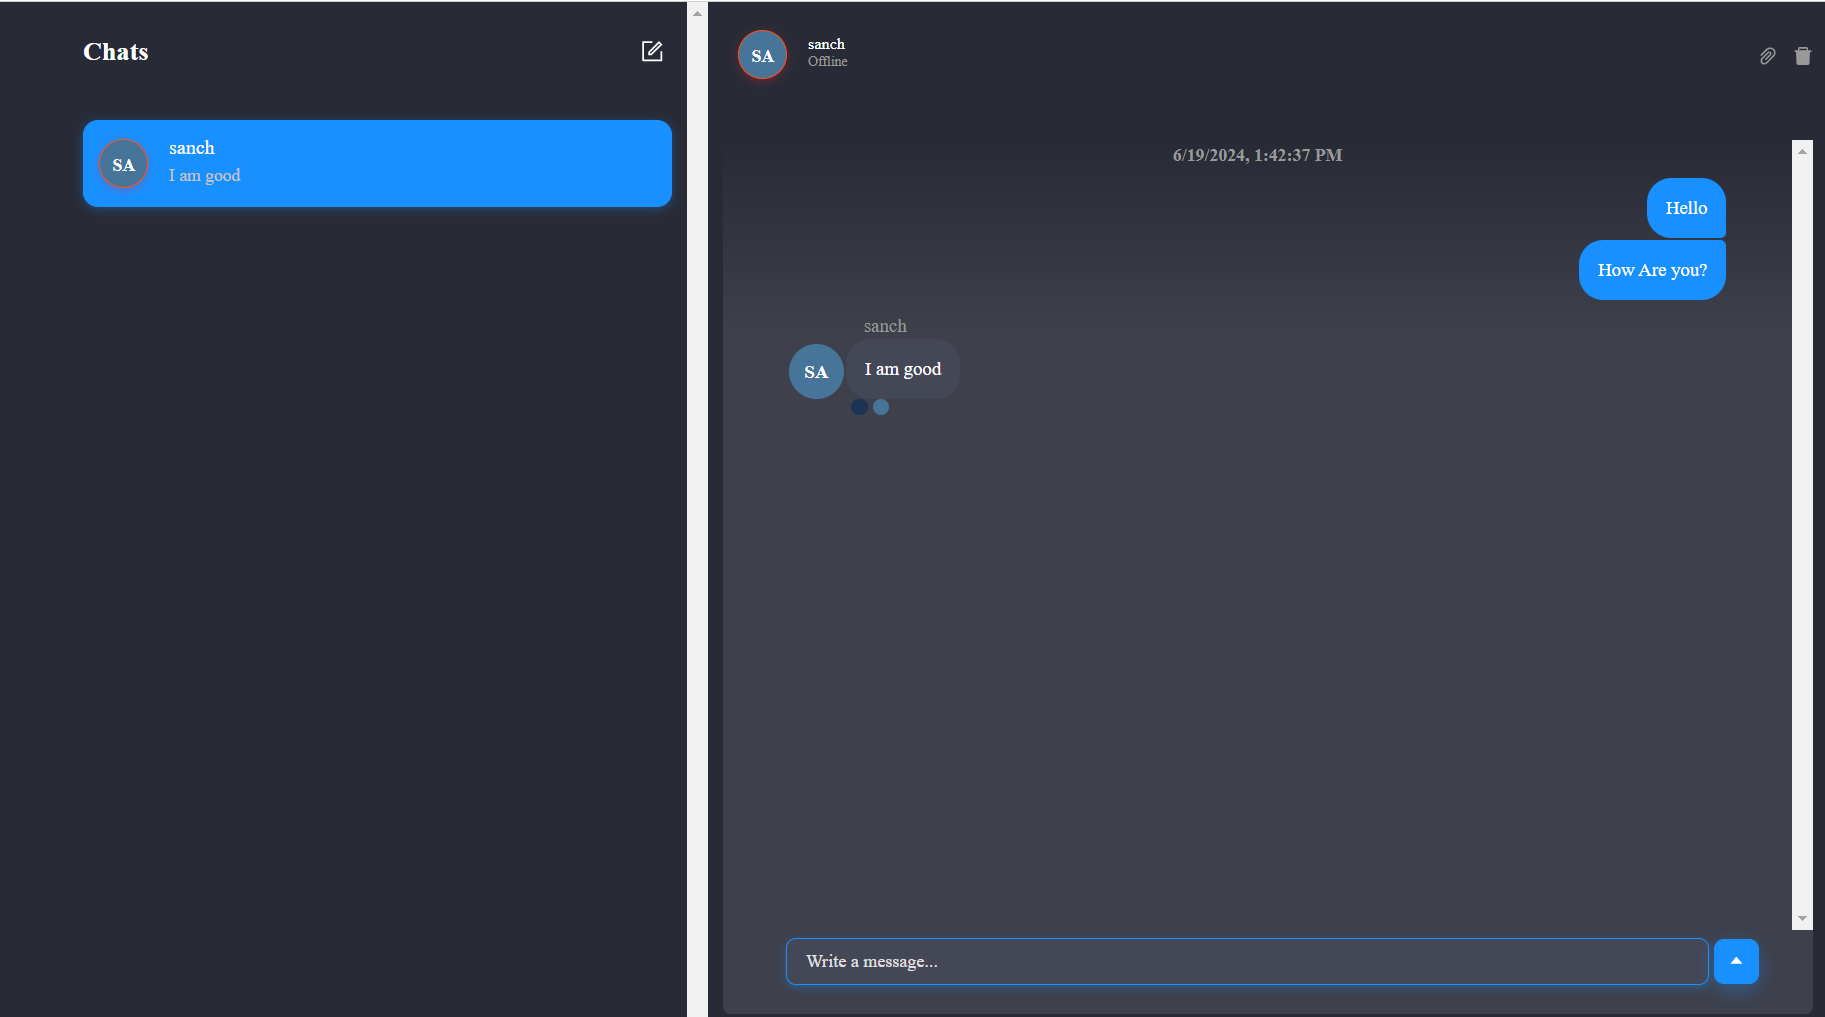 Chats
SA
sanch
I am good
SA
sanch
Offline
6/19/2024, 1:42:37 PM
Hello
How Are you?
sanch
SA
I am good
Write a message...